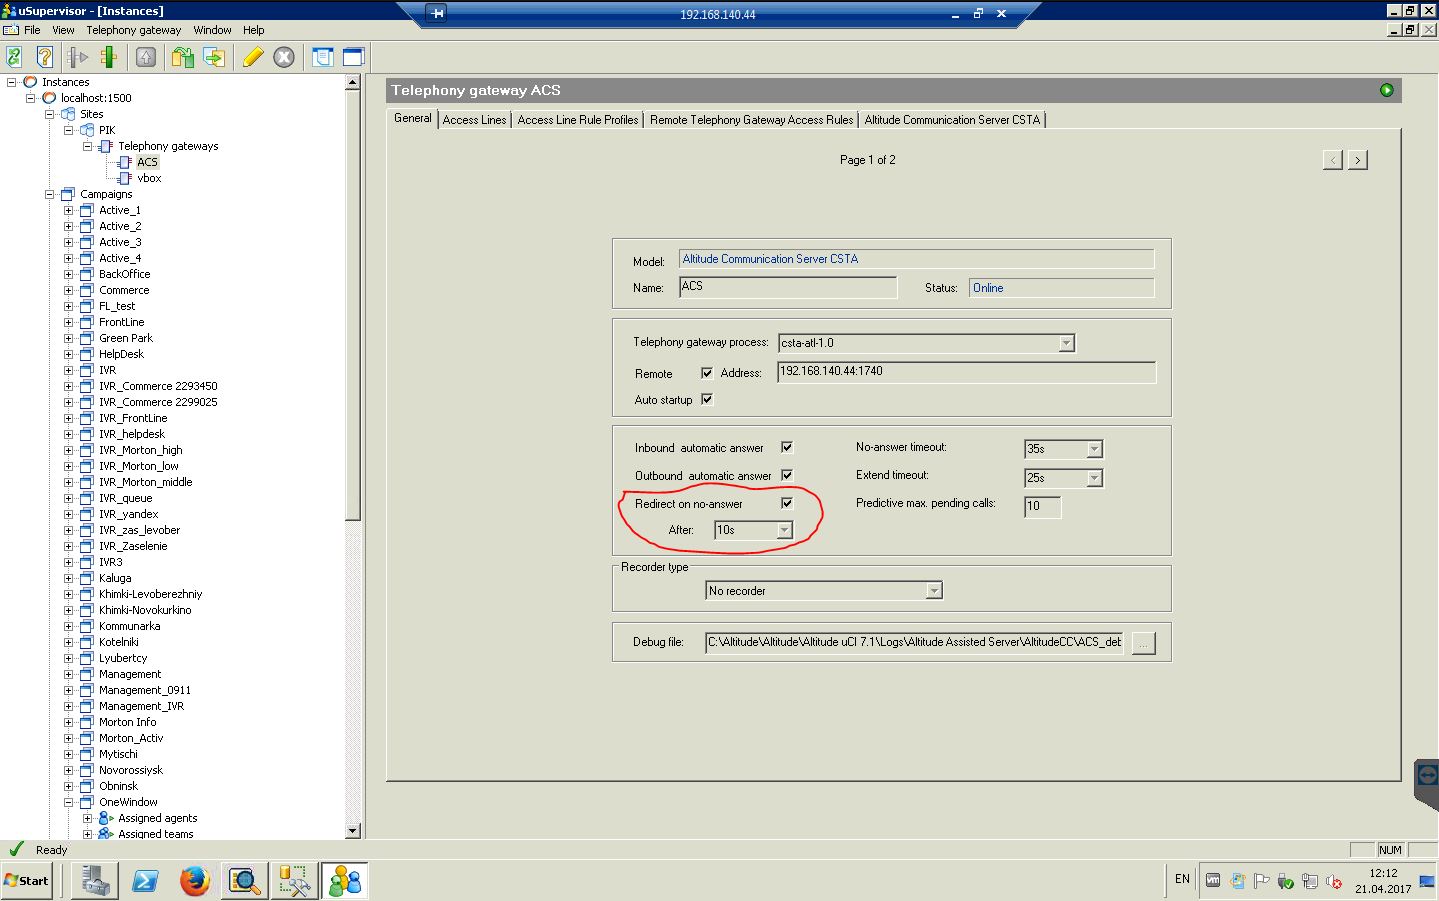 uSupervisor - [Instances]
192.168.140.44
File View Telephony gateway Window Help
Instances
localhost:1500
Sites
PIK
Telephony gateways
ACS
vbox
Campaigns
Active_1
Active_2
Active_3
Active_4
BackOffice
Commerce
FL_test
FrontLine
Green Park
HelpDesk
IVR
IVR_Commerce 2293450
IVR_Commerce 2299025
IVR_FrontLine
IVR_helpdesk
IVR_Morton_high
IVR_Morton_low
IVR_Morton_middle
IVR_queue
IVR_yandex
IVR_zas_levober
IVR_Zaselenie
IVR3
Kaluga
Khimki-Levoberezhniy
Khimki-Novokurkino
Kommunarka
Kotelniki
Lyubertcy
Management
Management_0911
Management_IVR
Morton Info
Morton_Activ
Mytischi
Novorossiysk
Obninsk
OneWindow
Assigned agents
Assigned teams
Telephony gateway ACS
General Access Lines Access Line Rule Profiles Remote Telephony Gateway Access Rules Altitude Communication Server CSTA
Page 1 of 2
< >
Model: Altitude Communication Server CSTA
Name: ACS Status: Online
Telephony gateway process: csta-atl-1.0
Remote Address: 192.168.140.44:1740
Auto startup
Inbound automatic answer No-answer timeout: 35s
Outbound automatic answer Extend timeout: 25s
Redirect on no-answer Predictive max. pending calls: 10
After: 10s
Recorder type
No recorder
Debug file: C:\Altitude\Altitude\Altitude uCI 7.1\Logs\Altitude Assisted Server\AltitudeCC\ACS_deb ...
Ready NUM
Start EN 12:12
21.04.2017